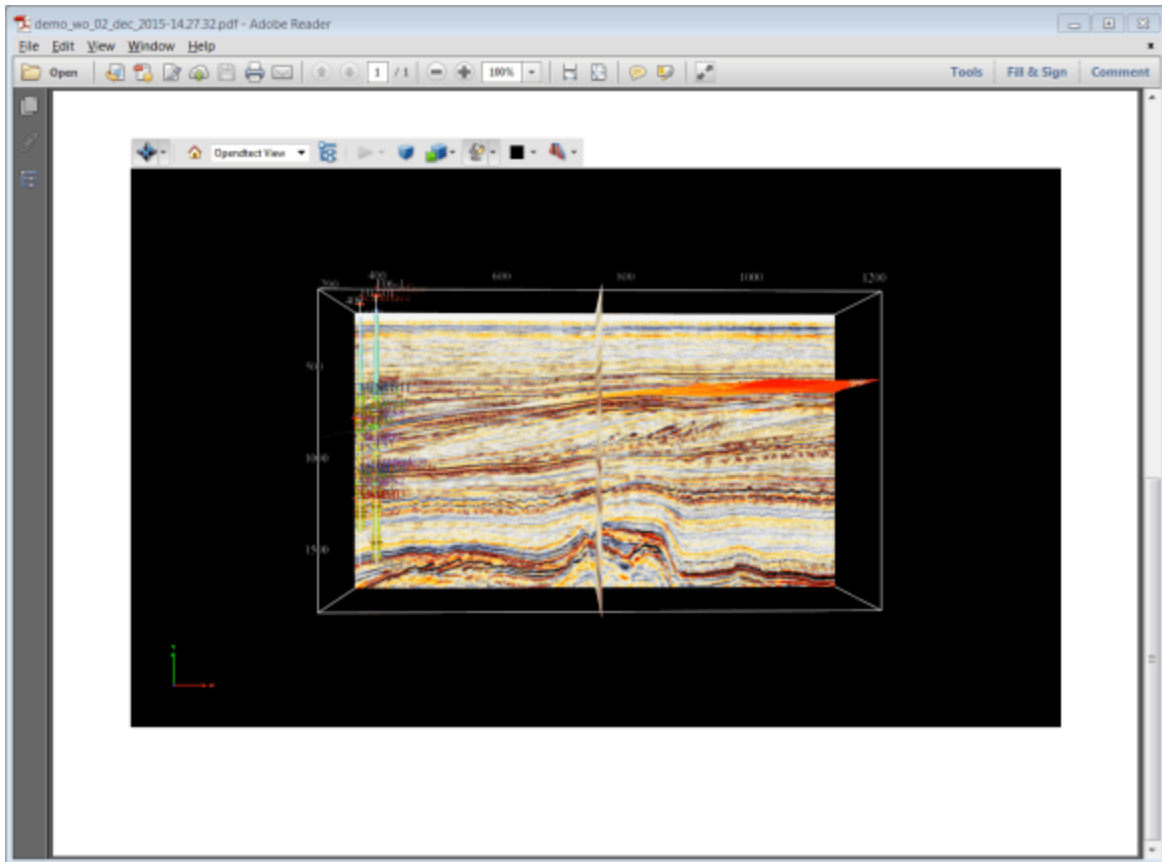 demo_wo_02_dec_2015-14.27.32.pdf - Adobe Reader
File Edit View Window Help
Open 1 / 1 100% Tools Fill & Sign Comment
Opendtect View
400 600 800 1000 1200
500
1000
1500